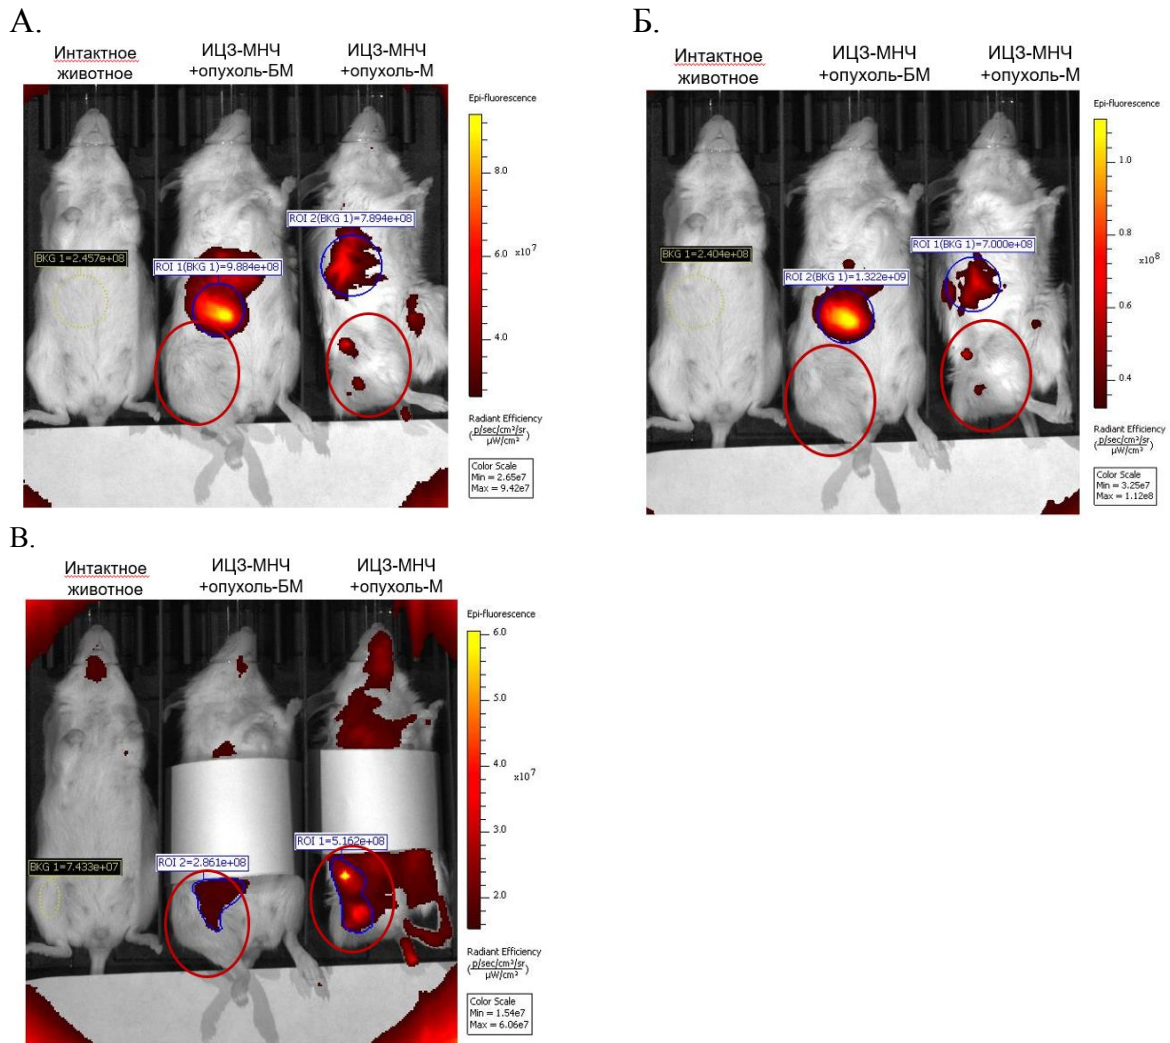 А.
Интактное
животное
ИЦЗ-МНЧ
+опухоль-БМ
ИЦЗ-МНЧ
+опухоль-М
Epi-fluorescence
ROI 2(BKG 1)=7.894e+08
BKG 1=2.457e+08
ROI 1(BKG 1)=9.884e+08
8.0
6.0
x10⁷
4.0
Radiant Efficiency
(p/sec/cm²/sr
µW/cm²)
Color Scale
Min = 2.65e7
Max = 9.42e7
Б.
Интактное
животное
ИЦЗ-МНЧ
+опухоль-БМ
ИЦЗ-МНЧ
+опухоль-М
Epi-fluorescence
ROI 1(BKG 1)=7.000e+08
BKG 1=2.404e+08
ROI 2(BKG 1)=1.322e+09
1.0
0.8
x10⁸
0.6
0.4
Radiant Efficiency
(p/sec/cm²/sr
µW/cm²)
Color Scale
Min = 3.25e7
Max = 1.12e8
В.
Интактное
животное
ИЦЗ-МНЧ
+опухоль-БМ
ИЦЗ-МНЧ
+опухоль-М
Epi-fluorescence
6.0
5.0
4.0
x10⁷
3.0
2.0
ROI 1=5.162e+08
BKG 1=7.433e+07
ROI 2=2.861e+08
Radiant Efficiency
(p/sec/cm²/sr
µW/cm²)
Color Scale
Min = 1.54e7
Max = 6.06e7